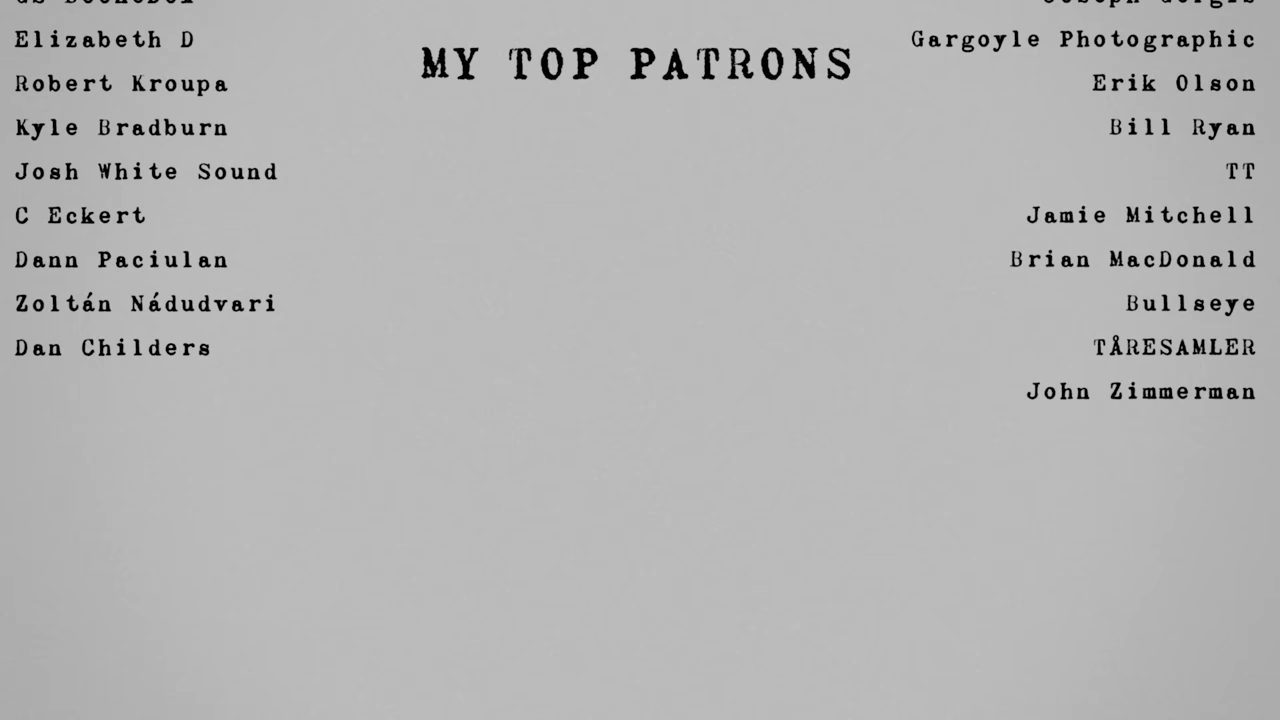 Elizabeth D
Robert Kroupa
Kyle Bradburn
Josh White Sound
C Eckert
Dann Paciulan
Zoltán Nádudvari
Dan Childers
MY TOP PATRONS
Gargoyle Photographic
Erik Olson
Bill Ryan
TT
Jamie Mitchell
Brian MacDonald
Bullseye
TÅRESAMLER
John Zimmerman